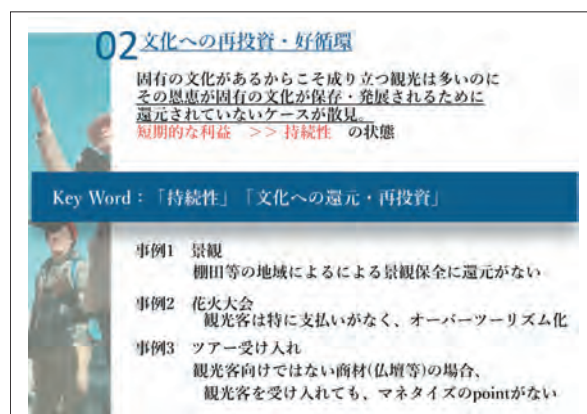 02 文化への再投資・好循環
固有の文化があるからこそ成り立つ観光は多いのに
その恩恵が固有の文化が保存・発展されるために
還元されていないケースが散見。
短期的な利益　>> 持続性　の状態
Key Word：「持続性」「文化への還元・再投資」
事例1　景観
棚田等の地域によるによる景観保全に還元がない
事例2　花火大会
観光客は特に支払いがなく、オーバーツーリズム化
事例3　ツアー受け入れ
観光客向けではない商材(仏壇等)の場合、
観光客を受け入れても、マネタイズのpointがない